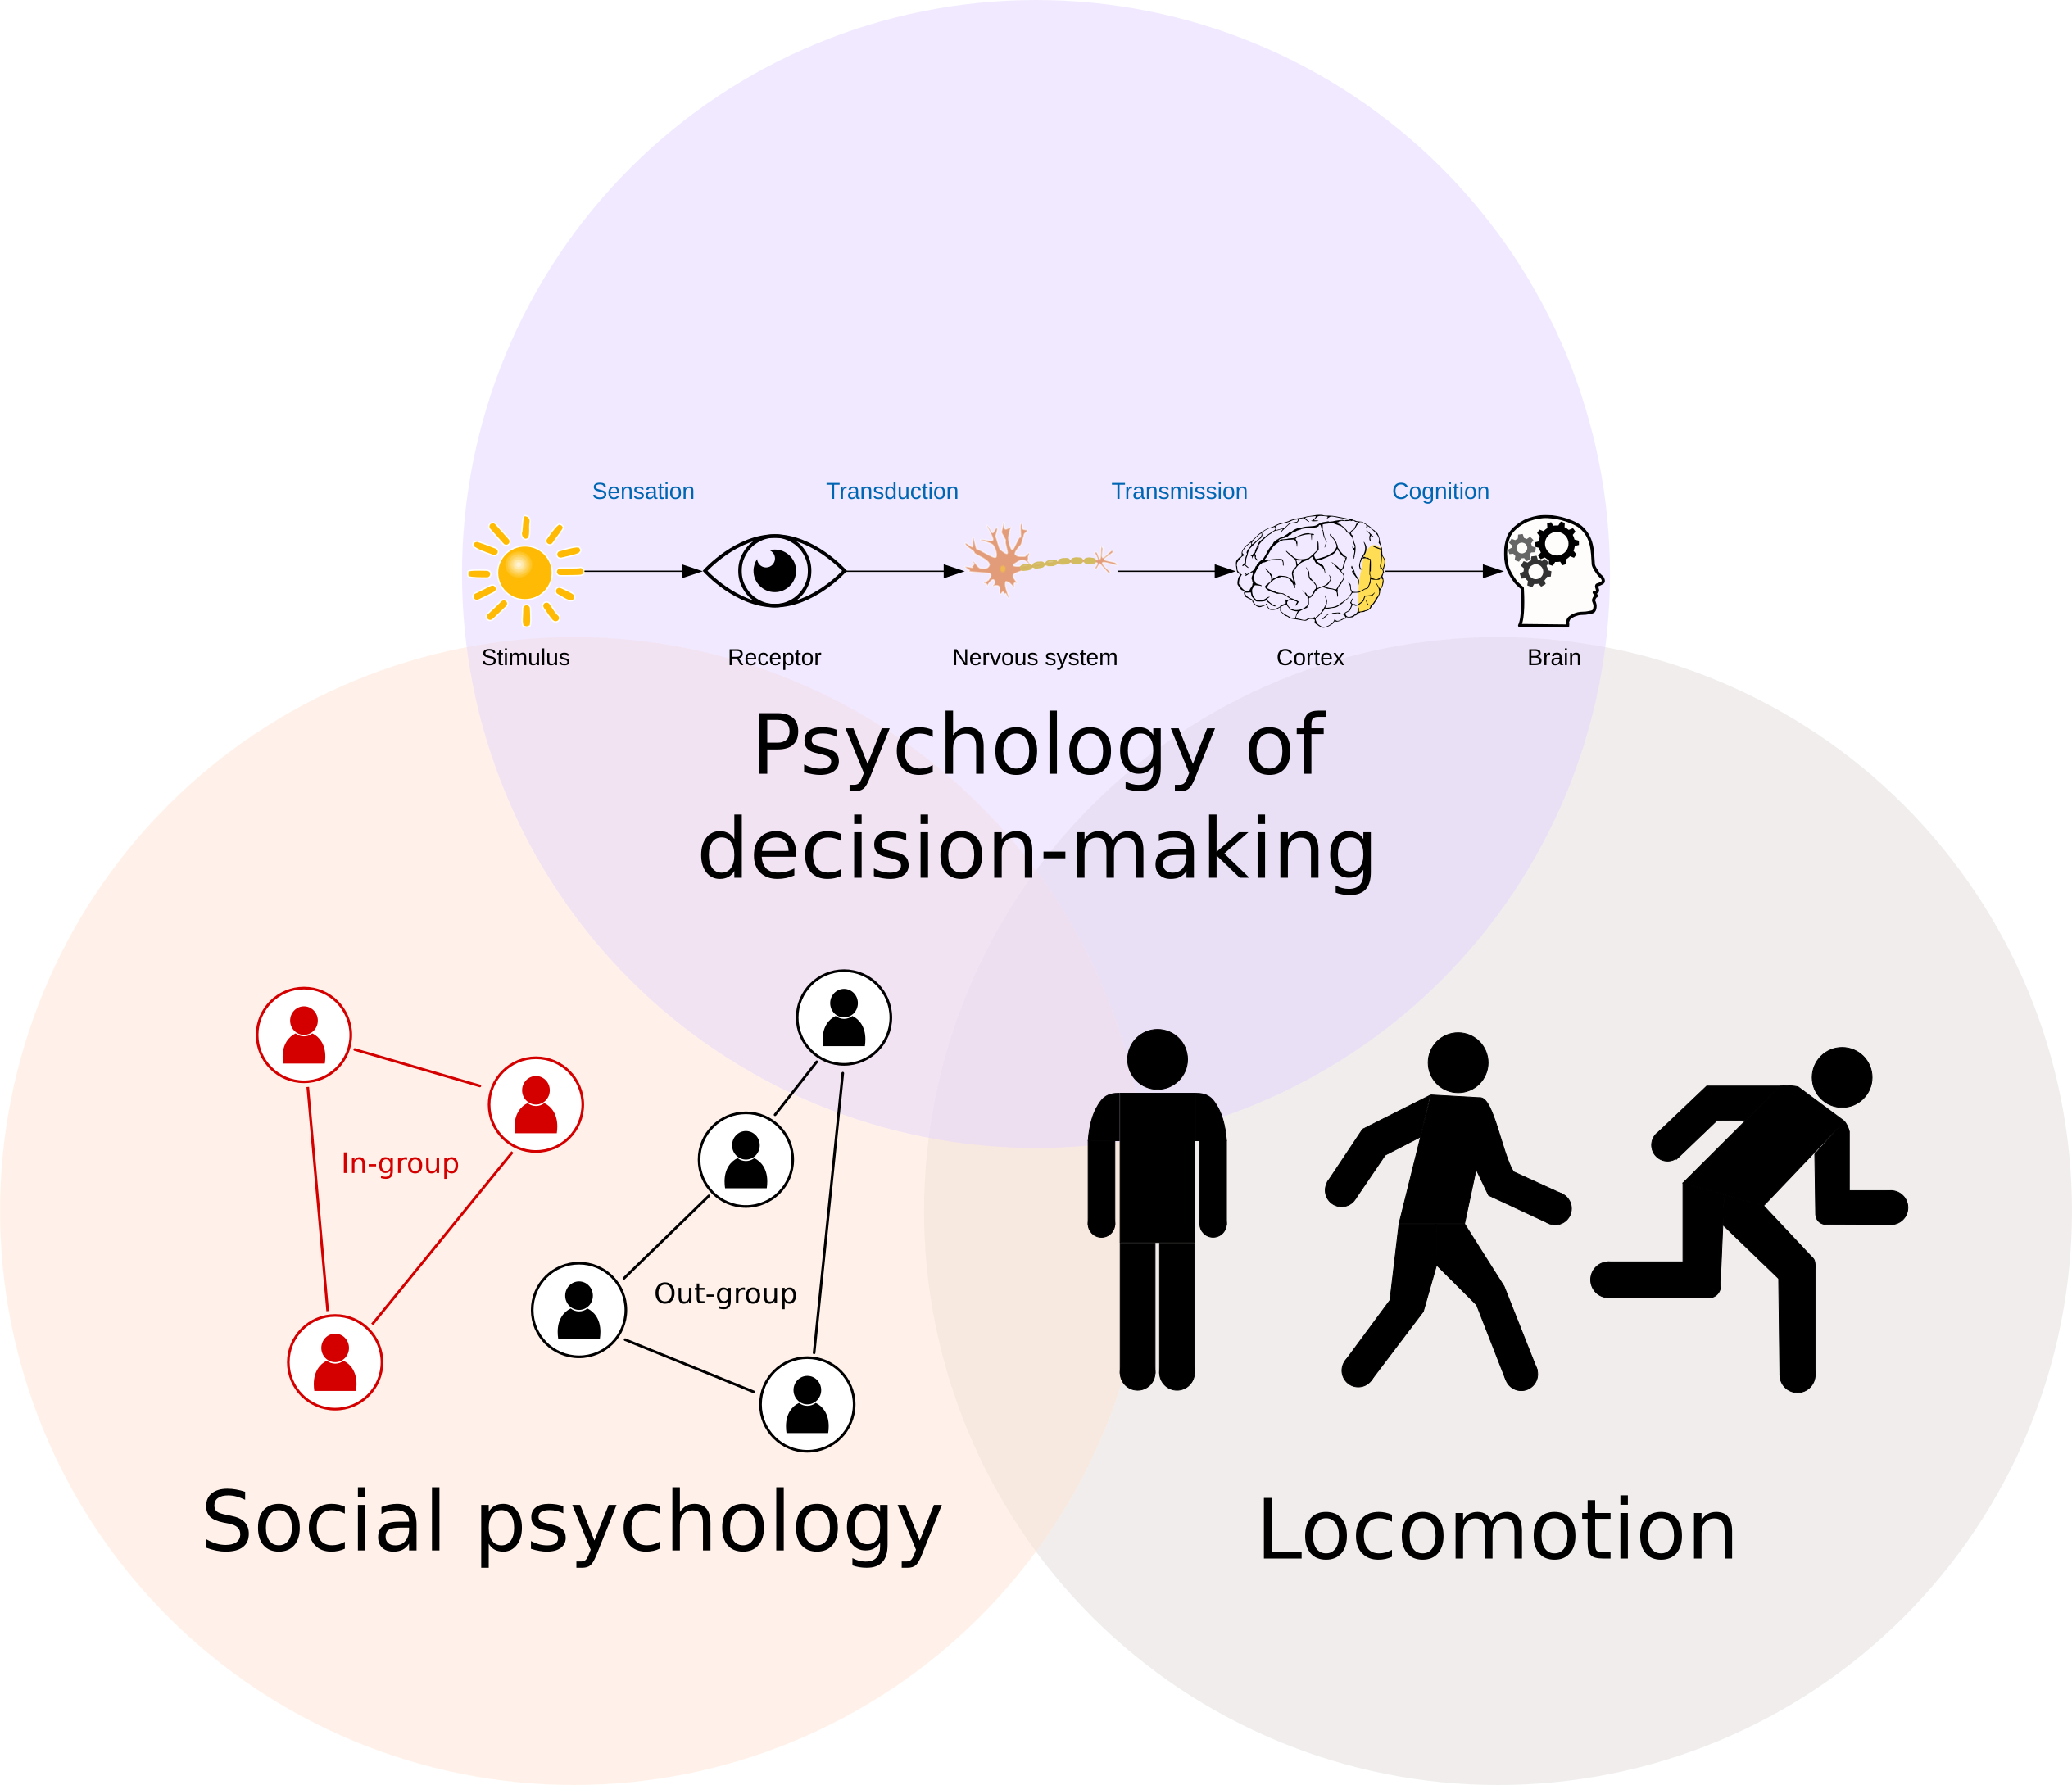 Sensation
Transduction
Transmission
Cognition
Stimulus
Receptor
Nervous system
Cortex
Brain
Psychology of
decision-making
In-group
Out-group
Social psychology
Locomotion